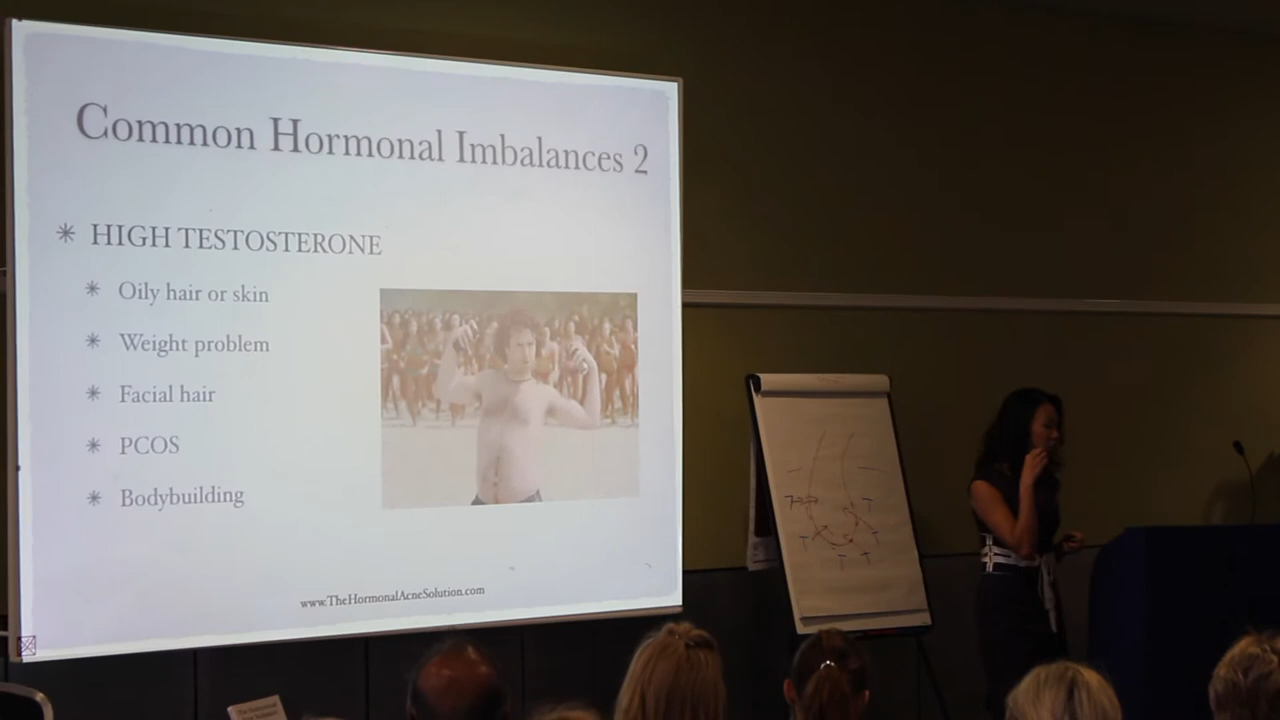 Common Hormonal Imbalances 2
HIGH TESTOSTERONE
Oily hair or skin
Weight problem
Facial hair
PCOS
Bodybuilding
www.TheHormonalAcneSolution.com
T
T
T
T
T
T